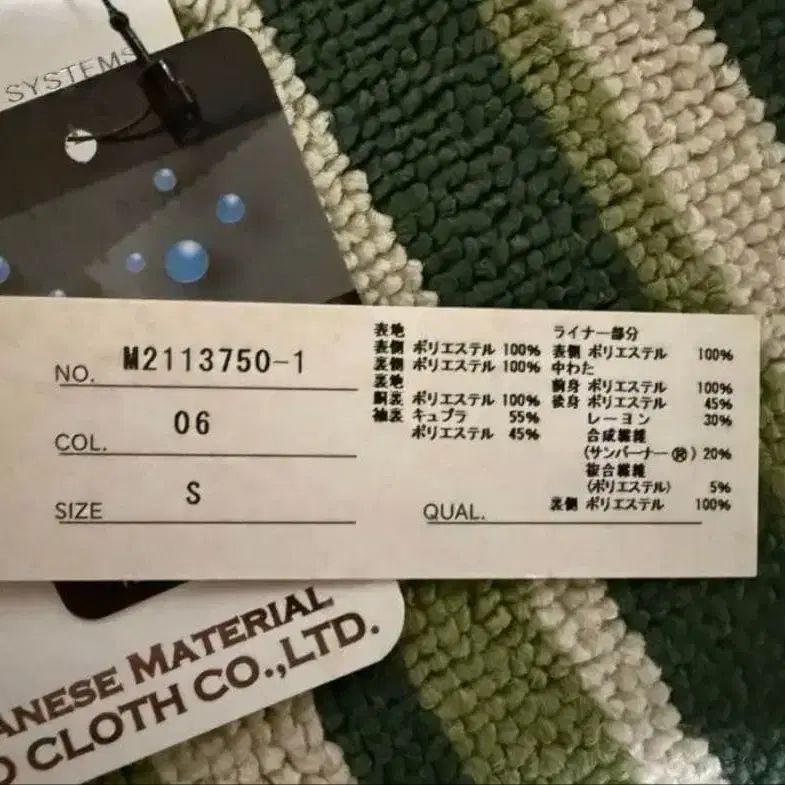 SYSTEMS
NO. M2113750-1
COL. 06
SIZE S
表地
表側 ポリエステル 100%
裏側 ポリエステル 100%
裏地
胴裏 ポリエステル 100%
袖裏 キュプラ 55%
ポリエステル 45%
QUAL.
ライナー部分
表側 ポリエステル 100%
中わた
前身 ポリエステル 100%
後身 ポリエステル 45%
レーヨン 30%
合成繊維
(サンバーナー®) 20%
複合繊維
(ポリエステル) 5%
裏側 ポリエステル 100%
ANESE MATERIAL
O CLOTH CO.,LTD.